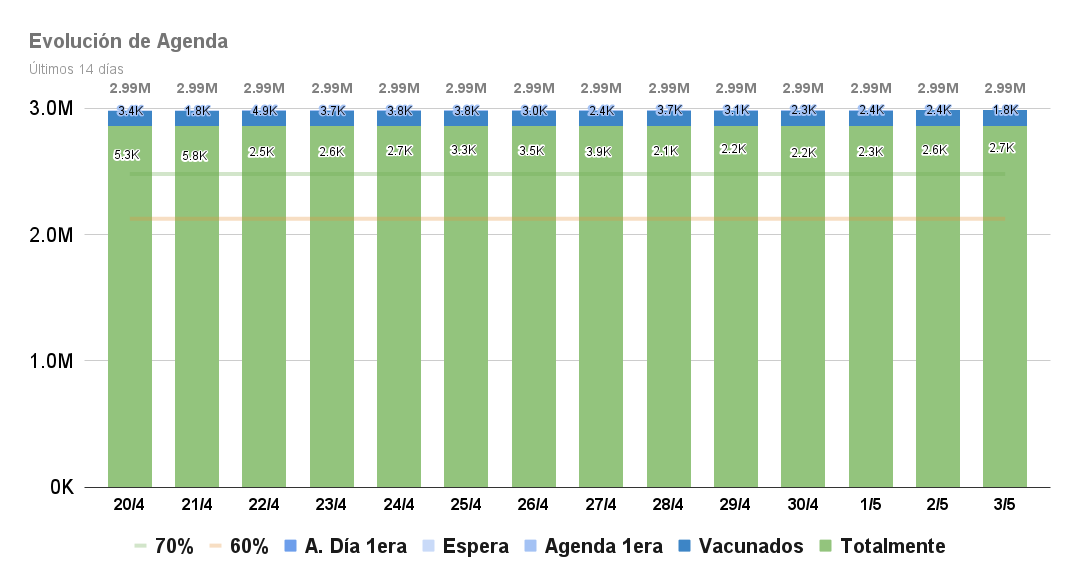 Evolución de Agenda
Últimos 14 días
2.99M 2.99M 2.99M 2.99M 2.99M 2.99M 2.99M 2.99M 2.99M 2.99M 2.99M 2.99M 2.99M 2.99M
3.0M
3.4K 1.8K 4.9K 3.7K 3.8K 3.8K 3.0K 2.4K 3.7K 3.1K 2.3K 2.4K 2.4K 1.8K
5.3K 5.8K 2.5K 2.6K 2.7K 3.3K 3.5K 3.9K 2.1K 2.2K 2.2K 2.3K 2.6K 2.7K
2.0M
1.0M
0K
20/4 21/4 22/4 23/4 24/4 25/4 26/4 27/4 28/4 29/4 30/4 1/5 2/5 3/5
70% 60% A. Día 1era Espera Agenda 1era Vacunados Totalmente